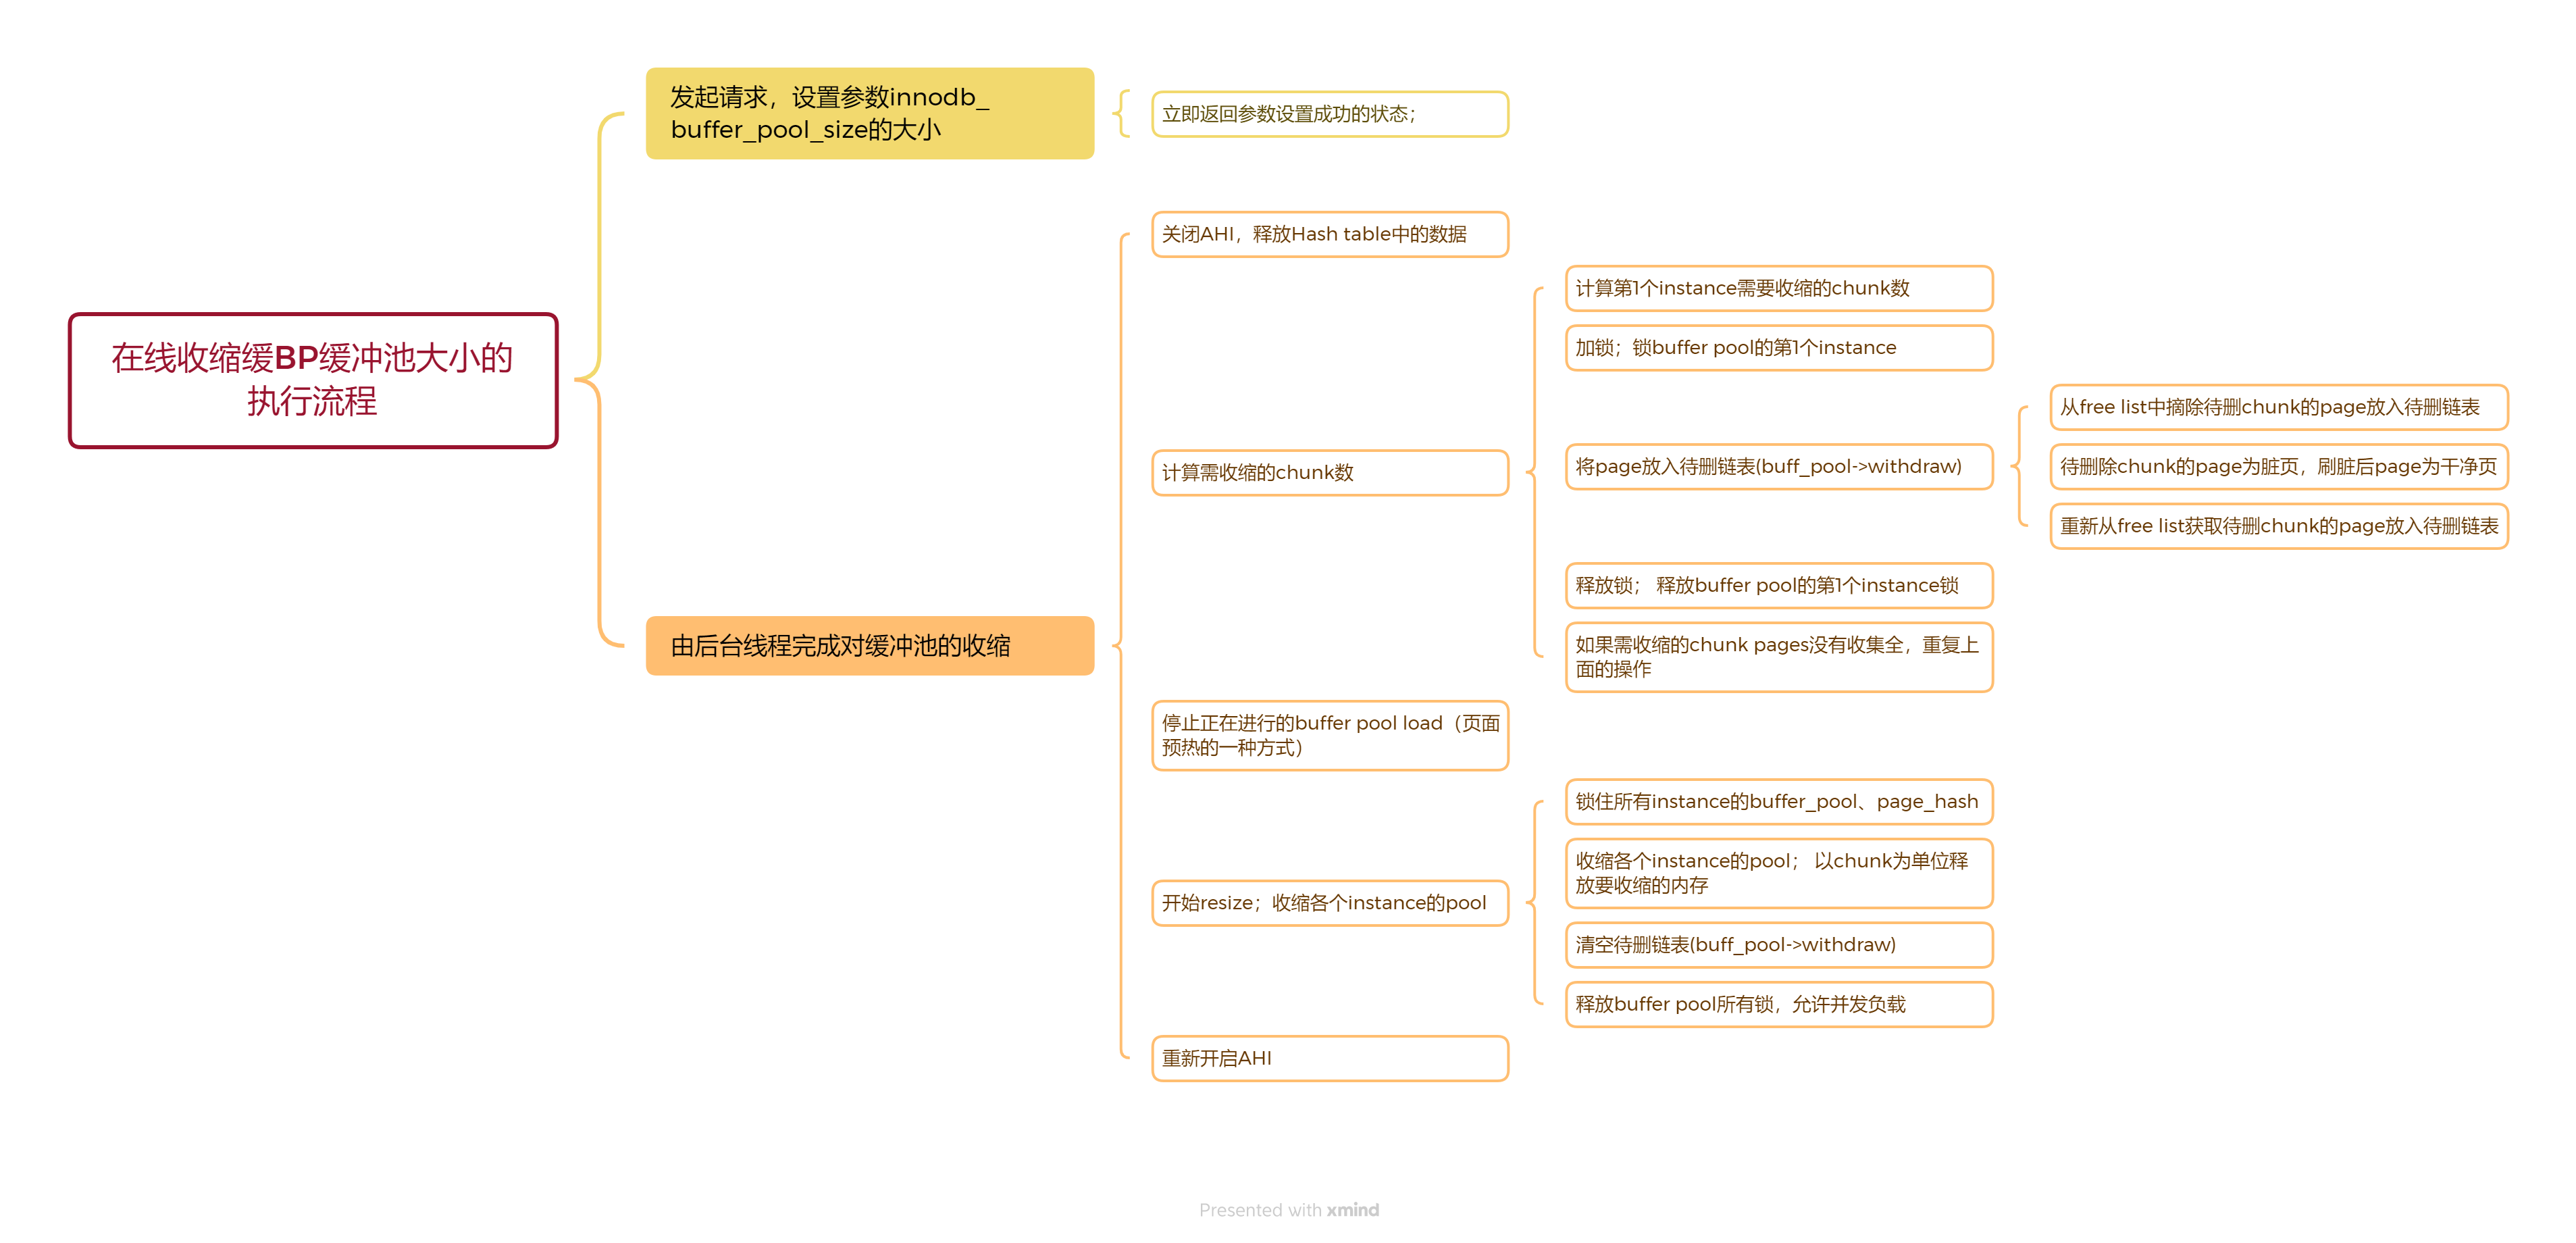 在线收缩缓BP缓冲池大小的
执行流程
发起请求，设置参数innodb_
buffer_pool_size的大小
立即返回参数设置成功的状态；
由后台线程完成对缓冲池的收缩
关闭AHI，释放Hash table中的数据
计算需收缩的chunk数
计算第1个instance需要收缩的chunk数
加锁；锁buffer pool的第1个instance
将page放入待删链表(buff_pool->withdraw)
从free list中摘除待删chunk的page放入待删链表
待删除chunk的page为脏页，刷脏后page为干净页
重新从free list获取待删chunk的page放入待删链表
释放锁； 释放buffer pool的第1个instance锁
如果需收缩的chunk pages没有收集全，重复上
面的操作
停止正在进行的buffer pool load（页面
预热的一种方式）
开始resize；收缩各个instance的pool
锁住所有instance的buffer_pool、page_hash
收缩各个instance的pool； 以chunk为单位释
放要收缩的内存
清空待删链表(buff_pool->withdraw)
释放buffer pool所有锁，允许并发负载
重新开启AHI
Presented with xmind